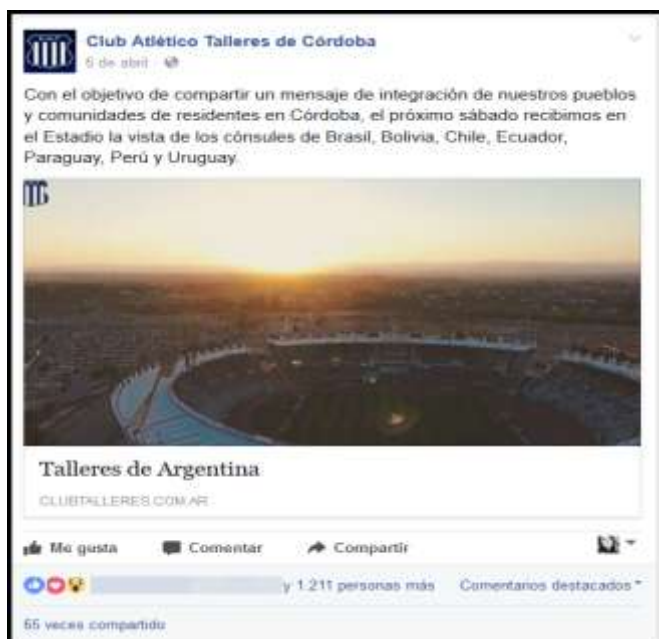 Club Atlético Talleres de Córdoba
6 de abril
Con el objetivo de compartir un mensaje de integración de nuestros pueblos
y comunidades de residentes en Córdoba, el próximo sábado recibimos en
el Estadio la vista de los cónsules de Brasil, Bolivia, Chile, Ecuador,
Paraguay, Perú y Uruguay.
Talleres de Argentina
CLUBTALLERES.COM.AR
Me gusta Comentar Compartir
y 1.211 personas más Comentarios destacados
65 veces compartido